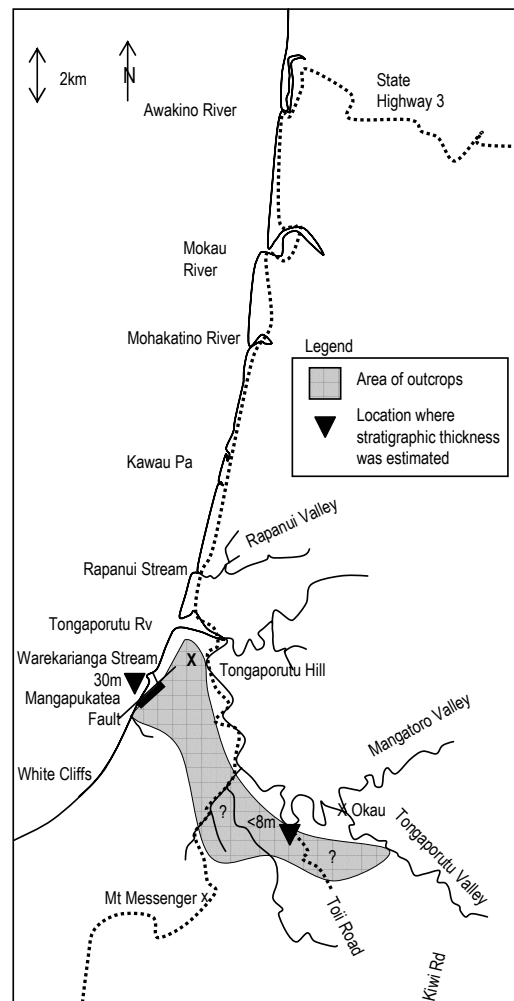 2km
N
State
Highway 3
Awakino River
Mokau
River
Mohakatino River
Legend
Area of outcrops
Location where
stratigraphic thickness
was estimated
Kawau Pa
Rapanui Valley
Rapanui Stream
Tongaporutu Rv
Warekarianga Stream
X
Tongaporutu Hill
30m
Mangapukatea
Fault
Mangatoro Valley
White Cliffs
?
<8m
X Okau
?
Tongaporutu Valley
Mt Messenger x
Toii Road
Kiwi Rd